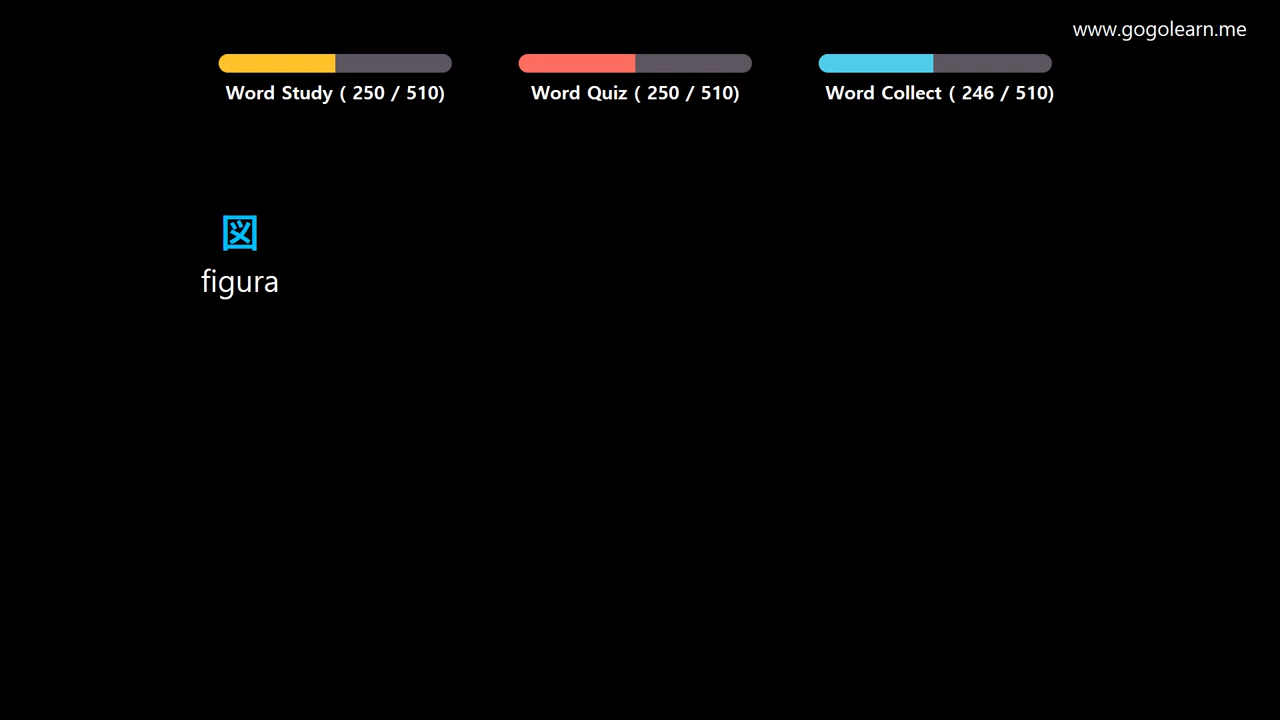 www.gogolearn.me
Word Study ( 250 / 510)
Word Quiz ( 250 / 510)
Word Collect ( 246 / 510)
図
figura